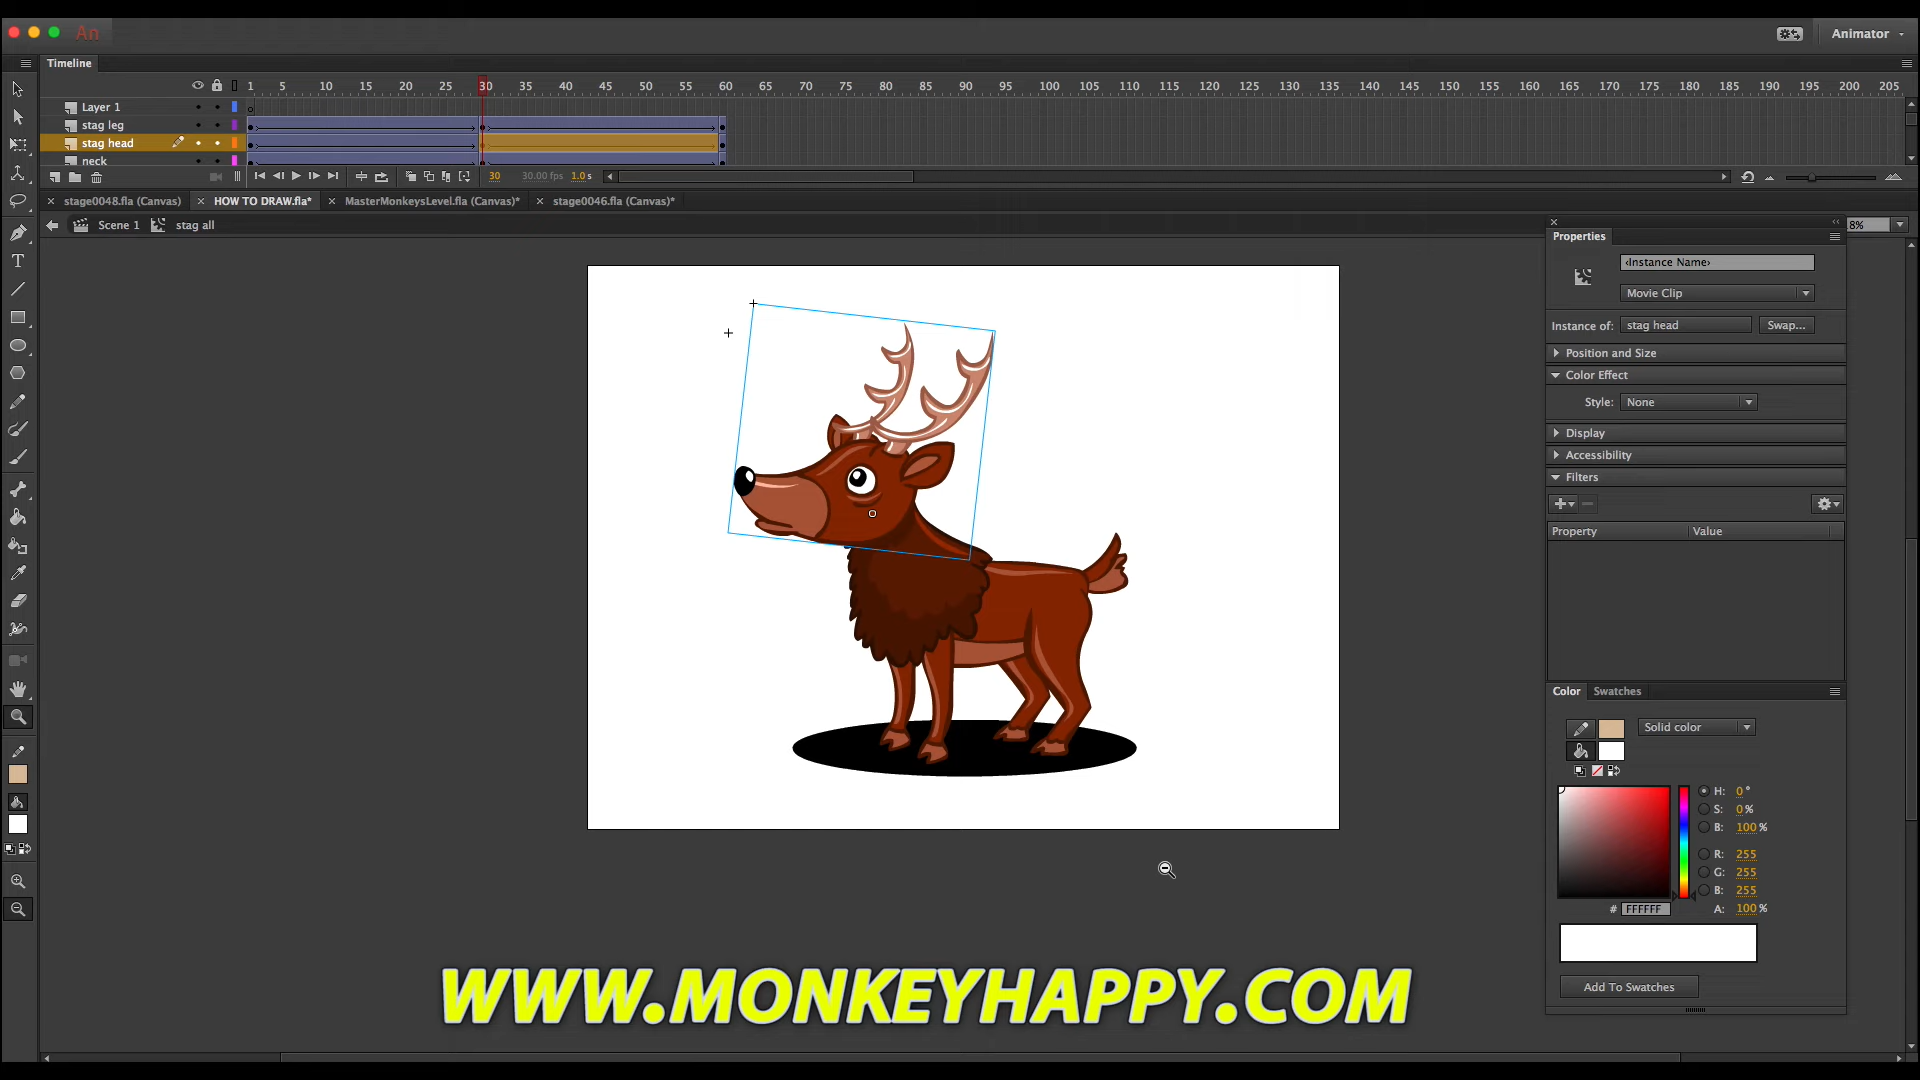 An
Animator
Timeline
1 5 10 15 20 25 30 35 40 45 50 55 60 65 70 75 80 85 90 95 100 105 110 115 120 125 130 135 140 145 150 155 160 165 170 175 180 185 190 195 200 205
Layer 1
stag leg
stag head
neck
30 30.00 fps 1.0 s
stage0048.fla (Canvas) HOW TO DRAW.fla* MasterMonkeysLevel.fla (Canvas)* stage0046.fla (Canvas)*
Scene 1 stag all
8%
Properties
<Instance Name>
Movie Clip
Instance of: stag head Swap...
Position and Size
Color Effect
Style: None
Display
Accessibility
Filters
Property Value
Color Swatches
Solid color
H: 0 °
S: 0 %
B: 100 %
R: 255
G: 255
B: 255
# FFFFFF A: 100 %
Add To Swatches
WWW.MONKEYHAPPY.COM